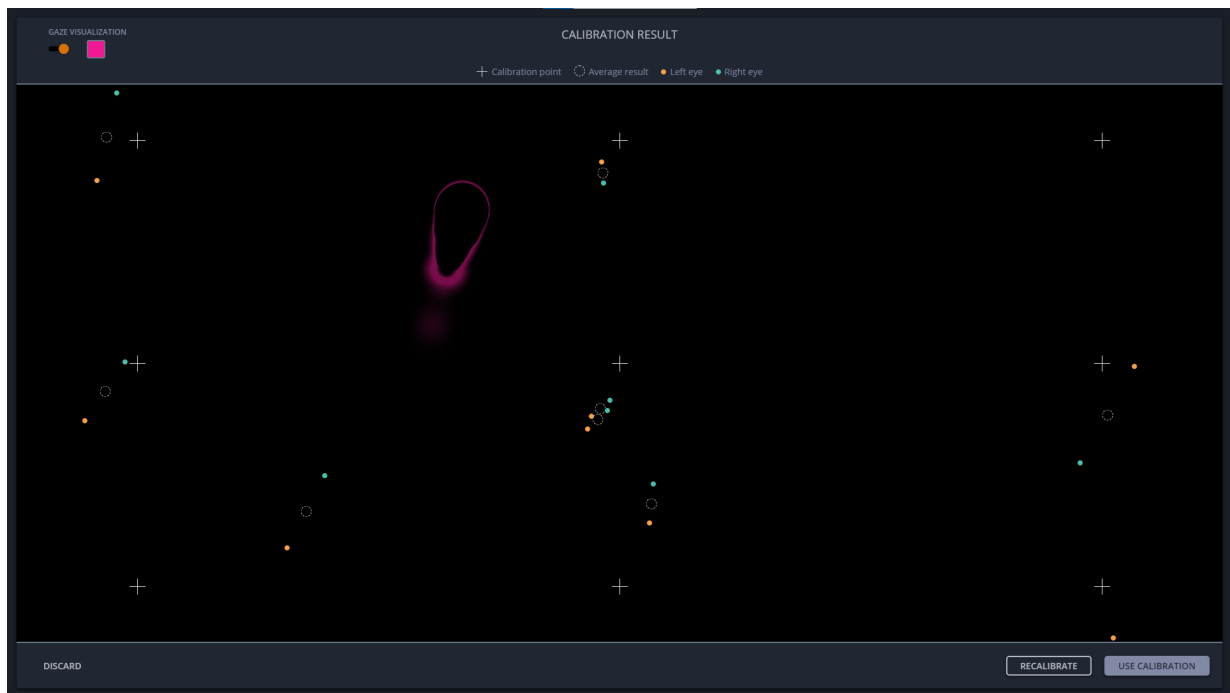 GAZE VISUALIZATION
CALIBRATION RESULT
Calibration point Average result Left eye Right eye
DISCARD
RECALIBRATE
USE CALIBRATION